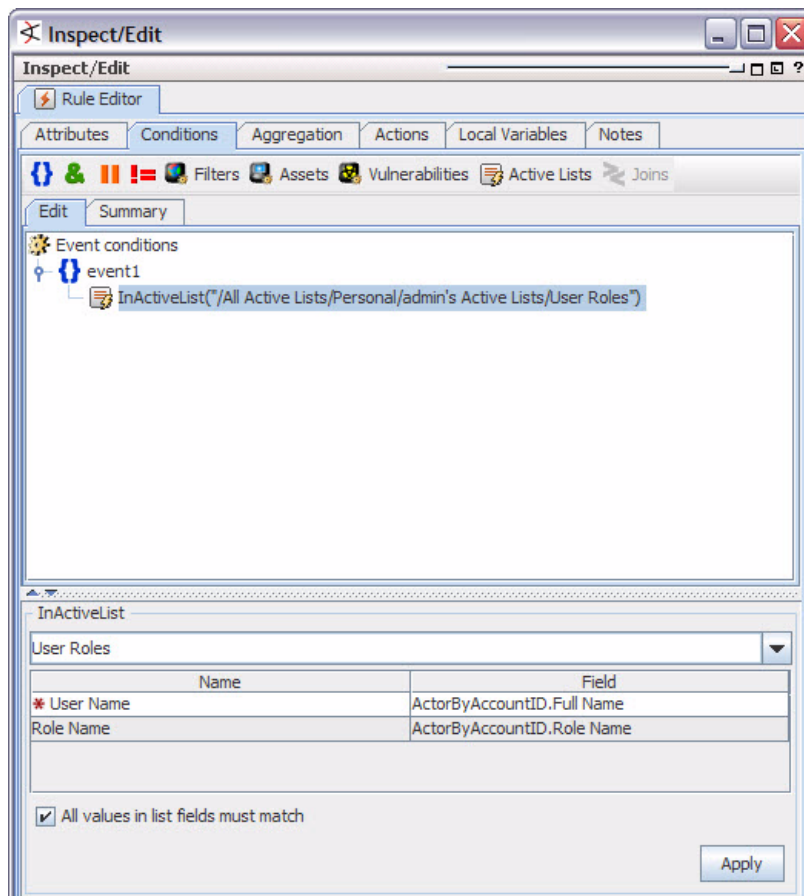 Inspect/Edit
Inspect/Edit ?
Rule Editor
Attributes Conditions Aggregation Actions Local Variables Notes
{} & || != Filters Assets Vulnerabilities Active Lists Joins
Edit Summary
Event conditions
{} event1
InActiveList("/All Active Lists/Personal/admin's Active Lists/User Roles")
InActiveList
User Roles
Name Field
* User Name ActorByAccountID.Full Name
Role Name ActorByAccountID.Role Name
All values in list fields must match
Apply